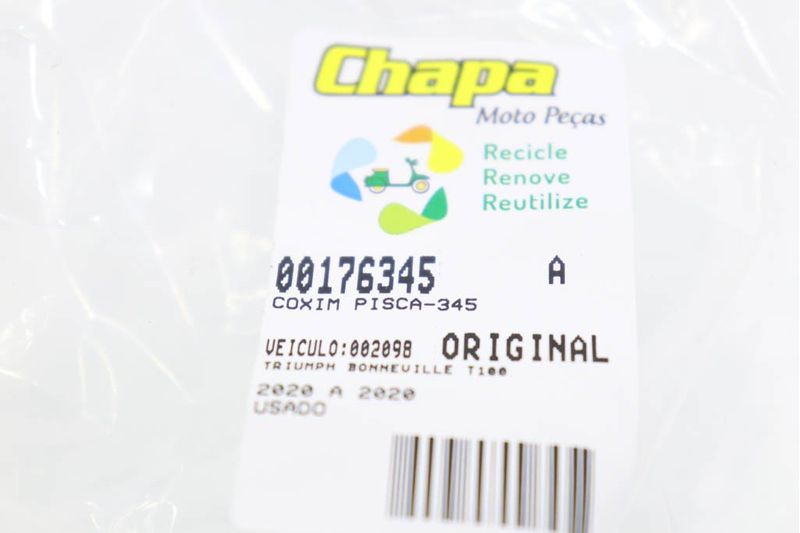 Chapa
Moto Peças
Recicle
Renove
Reutilize
00176345 A
COXIM PISCA-345
VEICULO:002098 ORIGINAL
TRIUMPH BONNEVILLE T100
2020 A 2020
USADO